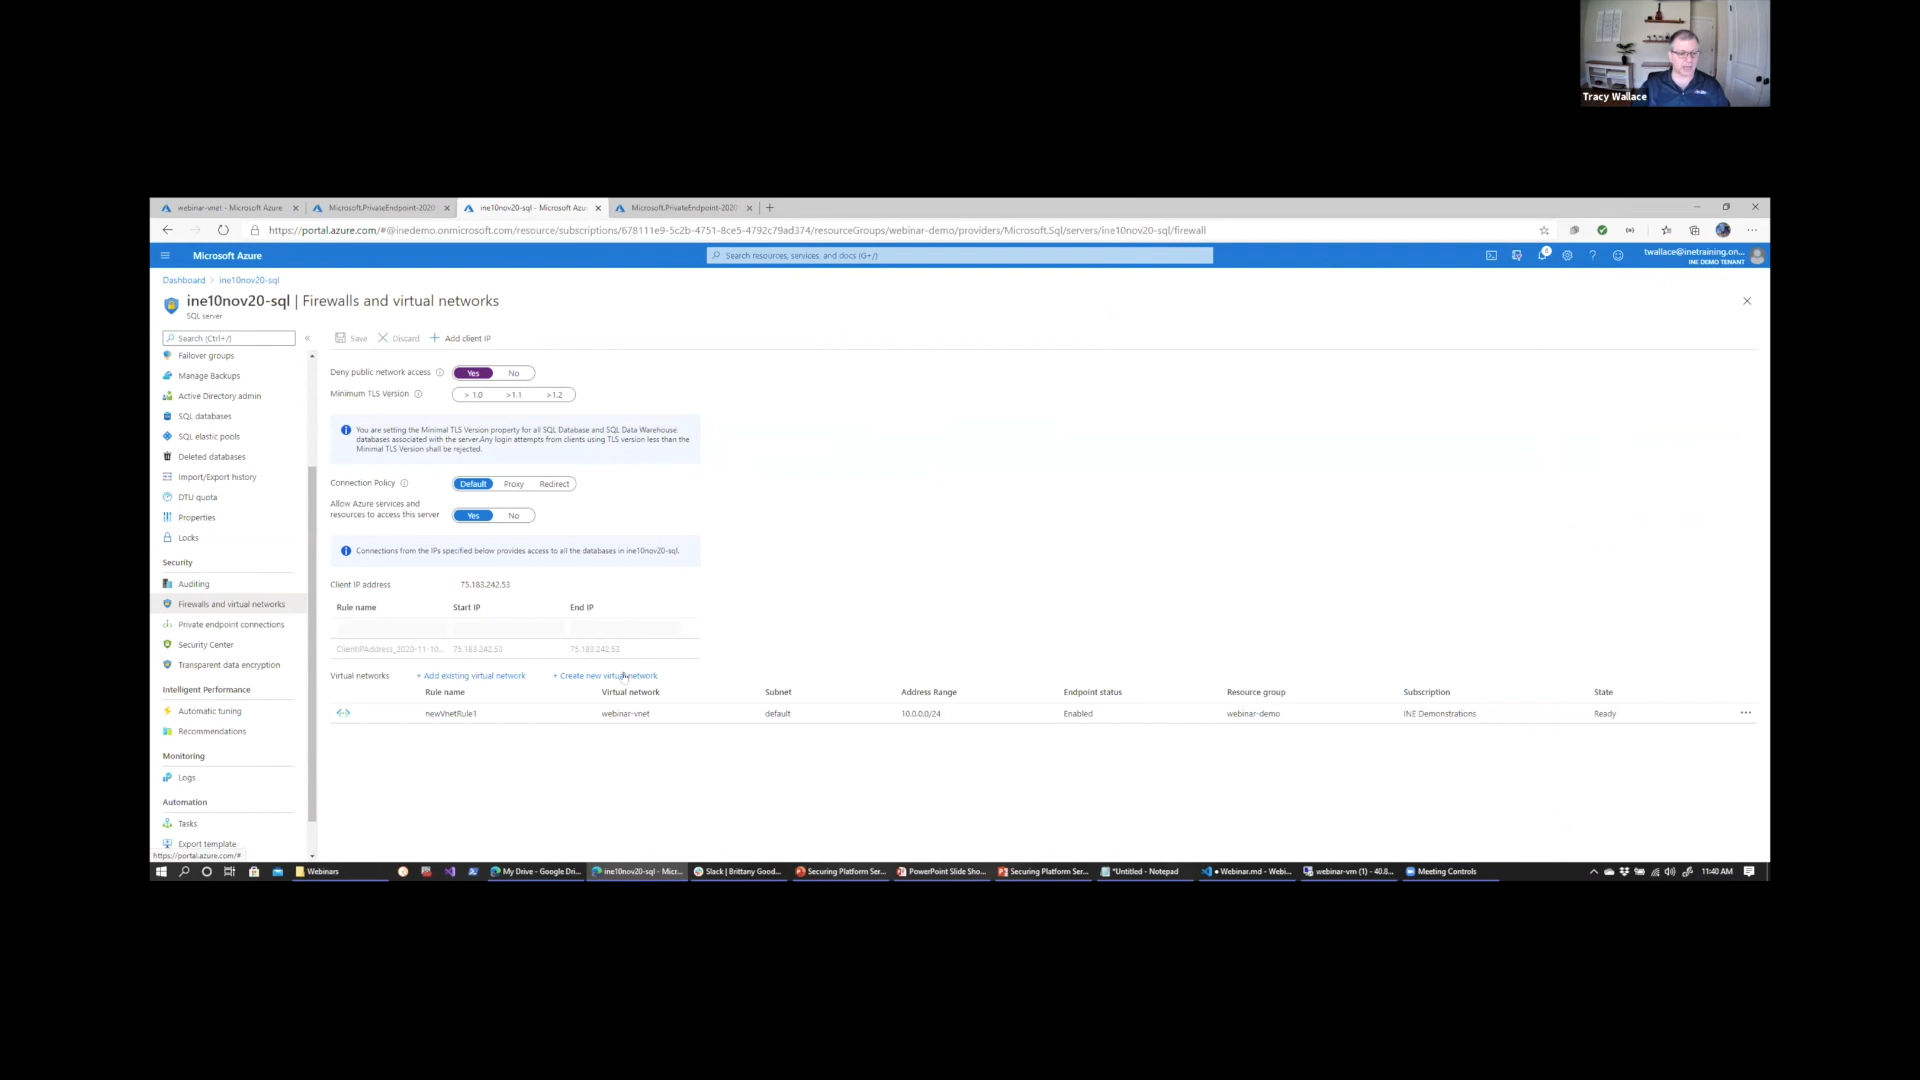 Tracy Wallace
webinar-vnet - Microsoft Azure
Microsoft.PrivateEndpoint-2020
ine10nov20-sql - Microsoft Azu
Microsoft.PrivateEndpoint-2020
https://portal.azure.com/#@inedemo.onmicrosoft.com/resource/subscriptions/678111e9-5c2b-4751-8ce5-4792c79ad374/resourceGroups/webinar-demo/providers/Microsoft.Sql/servers/ine10nov20-sql/firewall
Microsoft Azure
Search resources, services, and docs (G+/)
twallace@inetraining.on...
INE DEMO TENANT
Dashboard > ine10nov20-sql
ine10nov20-sql | Firewalls and virtual networks
SQL server
Search (Ctrl+/)
Save
Discard
Add client IP
Failover groups
Manage Backups
Active Directory admin
SQL databases
SQL elastic pools
Deleted databases
Import/Export history
DTU quota
Properties
Locks
Security
Auditing
Firewalls and virtual networks
Private endpoint connections
Security Center
Transparent data encryption
Intelligent Performance
Automatic tuning
Recommendations
Monitoring
Logs
Automation
Tasks
Export template
https://portal.azure.com/#
Deny public network access
Yes No
Minimum TLS Version
> 1.0 >1.1 >1.2
You are setting the Minimal TLS Version property for all SQL Database and SQL Data Warehouse
databases associated with the server.Any login attempts from clients using TLS version less than the
Minimal TLS Version shall be rejected.
Connection Policy
Default Proxy Redirect
Allow Azure services and
resources to access this server
Yes No
Connections from the IPs specified below provides access to all the databases in ine10nov20-sql.
Client IP address 75.183.242.53
Rule name Start IP End IP
ClientIPAddress_2020-11-10... 75.183.242.53 75.183.242.53
Virtual networks + Add existing virtual network + Create new virtual network
Rule name Virtual network Subnet Address Range Endpoint status Resource group Subscription State
newVnetRule1 webinar-vnet default 10.0.0.0/24 Enabled webinar-demo INE Demonstrations Ready
Webinars
My Drive - Google Dri...
ine10nov20-sql - Micr...
Slack | Brittany Good...
Securing Platform Ser...
PowerPoint Slide Sho...
Securing Platform Ser...
*Untitled - Notepad
● Webinar.md - Webi...
webinar-vm (1) - 40.8...
Meeting Controls
11:40 AM